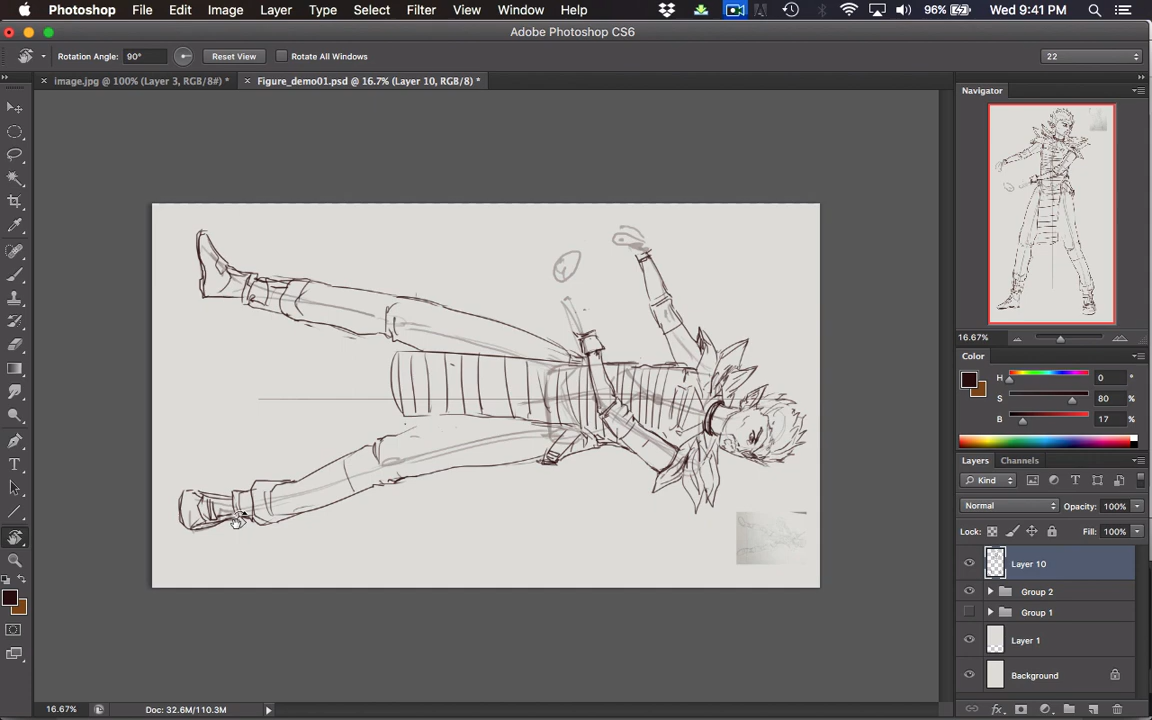 Photoshop File Edit Image Layer Type Select Filter View Window Help 96% Wed 9:41 PM
Adobe Photoshop CS6
Rotation Angle: 90° Reset View Rotate All Windows 22
image.jpg @ 100% (Layer 3, RGB/8#) * Figure_demo01.psd @ 16.7% (Layer 10, RGB/8) *
Navigator
16.67%
Color
H 0 °
S 80 %
B 17 %
Layers Channels
Kind
Normal Opacity: 100%
Lock: Fill: 100%
Layer 10
Group 2
Group 1
Layer 1
Background
16.67% Doc: 32.6M/110.3M